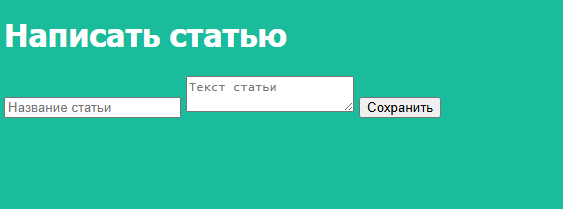 Написать статью
Название статьи
Текст статьи
Сохранить